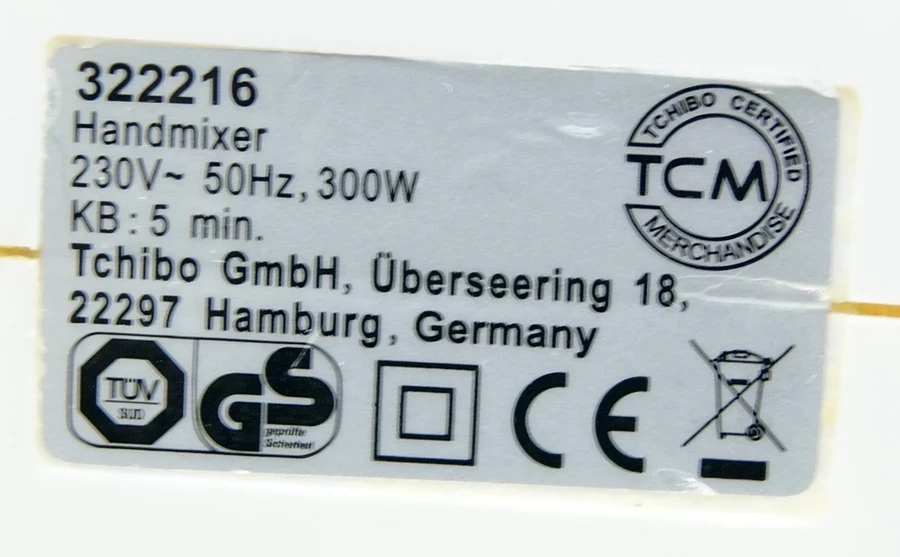 322216
Handmixer
230V~ 50Hz, 300W
KB: 5 min.
Tchibo GmbH, Überseering 18,
22297 Hamburg, Germany
TCHIBO CERTIFIED
TCM
MERCHANDISE
TÜV
SÜD
GS
geprüfte
Sicherheit
CE